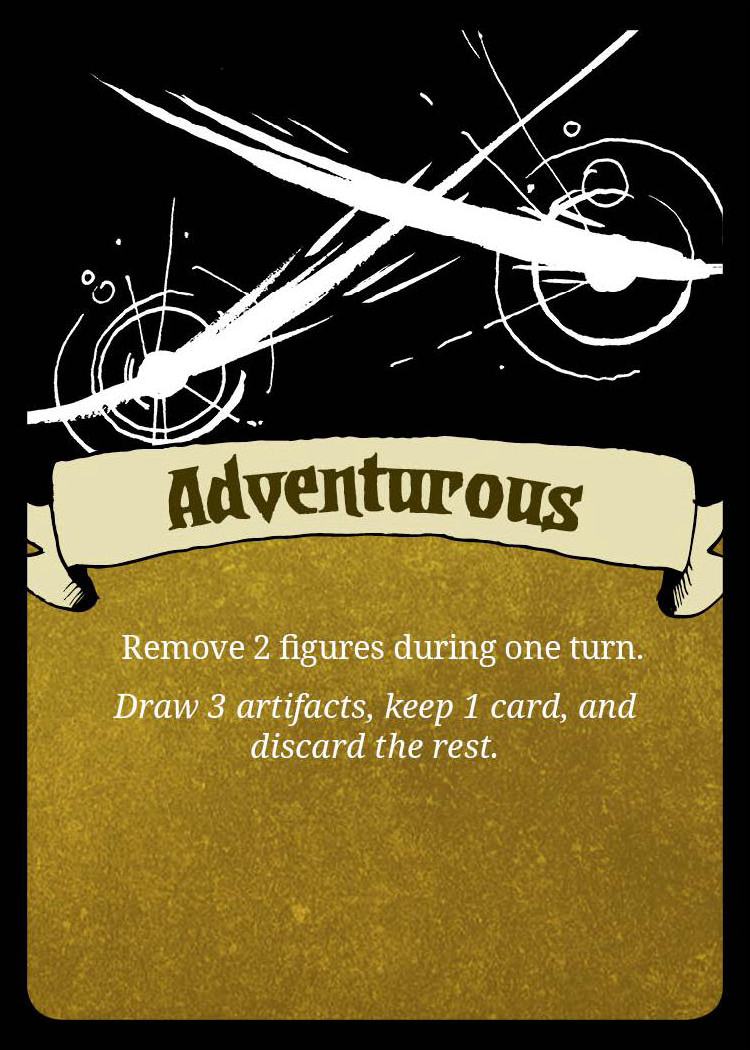 Adventurous
Remove 2 figures during one turn.
Draw 3 artifacts, keep 1 card, and
discard the rest.